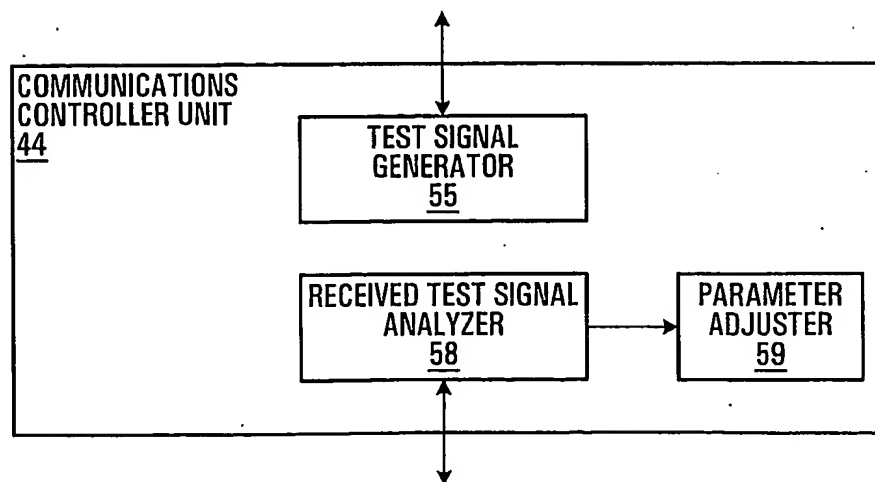 COMMUNICATIONS
CONTROLLER UNIT
44
TEST SIGNAL
GENERATOR
55
RECEIVED TEST SIGNAL
ANALYZER
58
PARAMETER
ADJUSTER
59